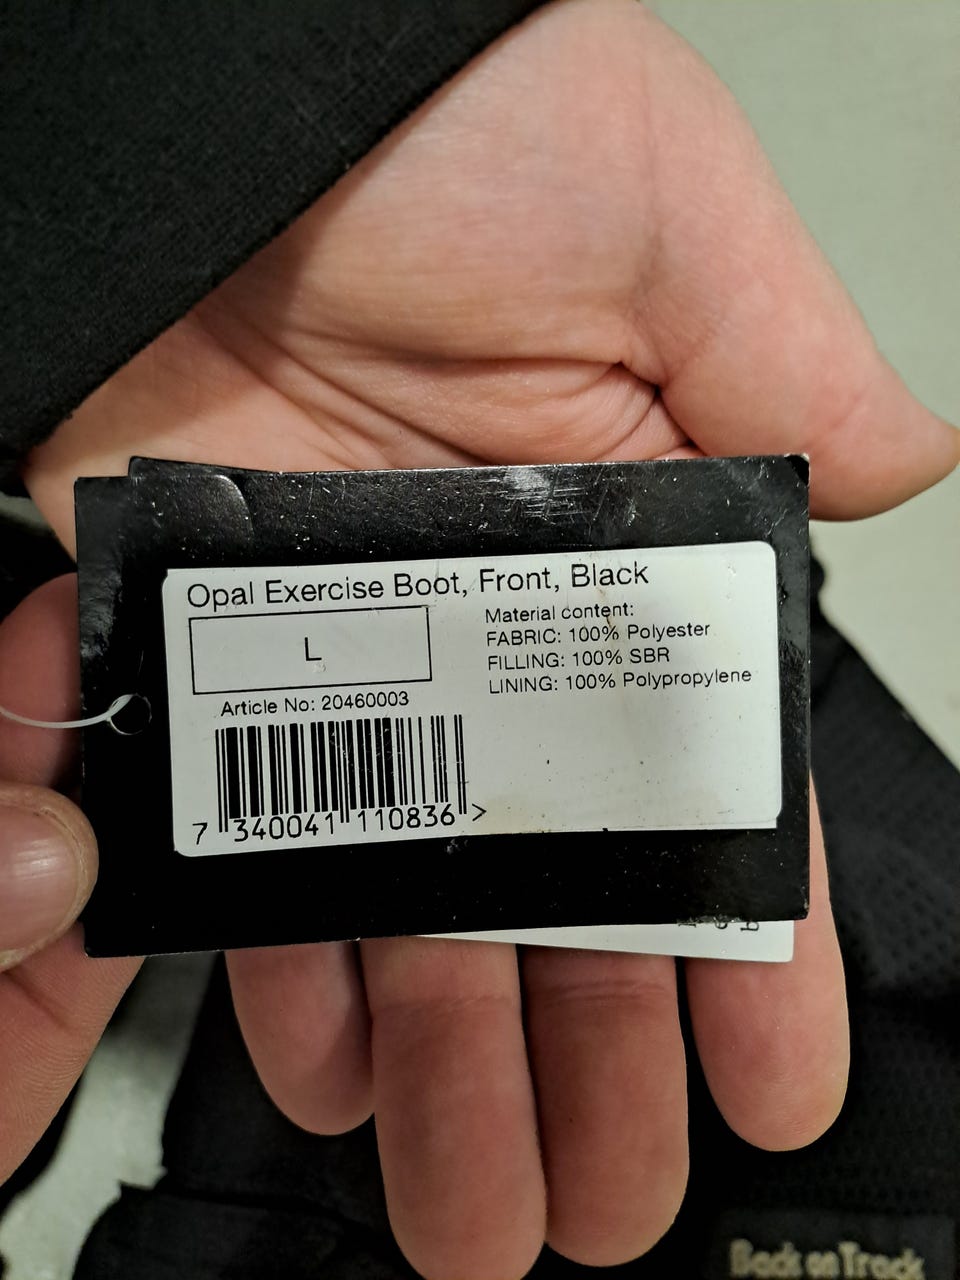 Opal Exercise Boot, Front, Black
L
Article No: 20460003
7 340041 110836 >
Material content:
FABRIC: 100% Polyester
FILLING: 100% SBR
LINING: 100% Polypropylene
Back on Track